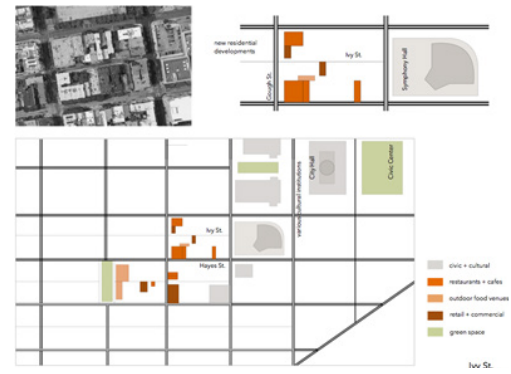 new residential
developments
Gough St.
Ivy St.
Symphony Hall
various cultural institutions
City Hall
Civic Center
Ivy St.
Hayes St.
civic + cultural
restaurants + cafes
outdoor food venues
retail + commercial
green space
Ivy St.